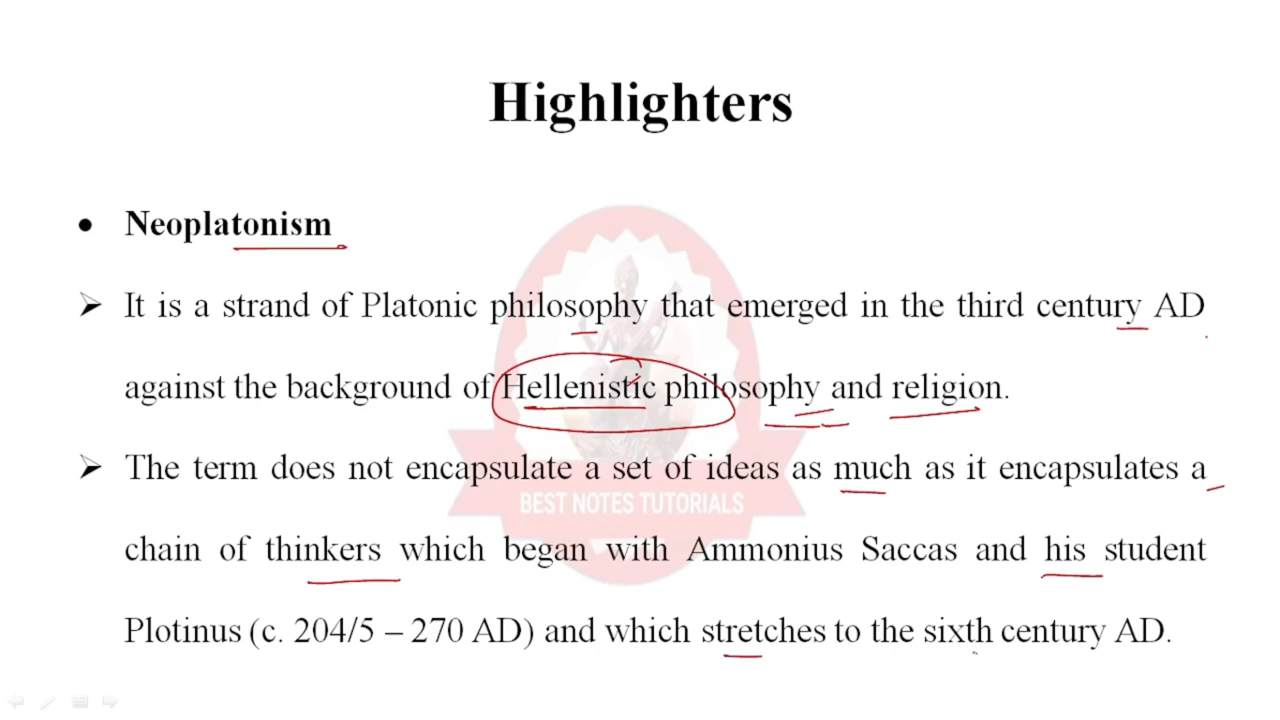 Highlighters
• Neoplatonism
➢ It is a strand of Platonic philosophy that emerged in the third century AD
against the background of Hellenistic philosophy and religion.
➢ The term does not encapsulate a set of ideas as much as it encapsulates a
BEST NOTES TUTORIALS
chain of thinkers which began with Ammonius Saccas and his student
Plotinus (c. 204/5 – 270 AD) and which stretches to the sixth century AD.